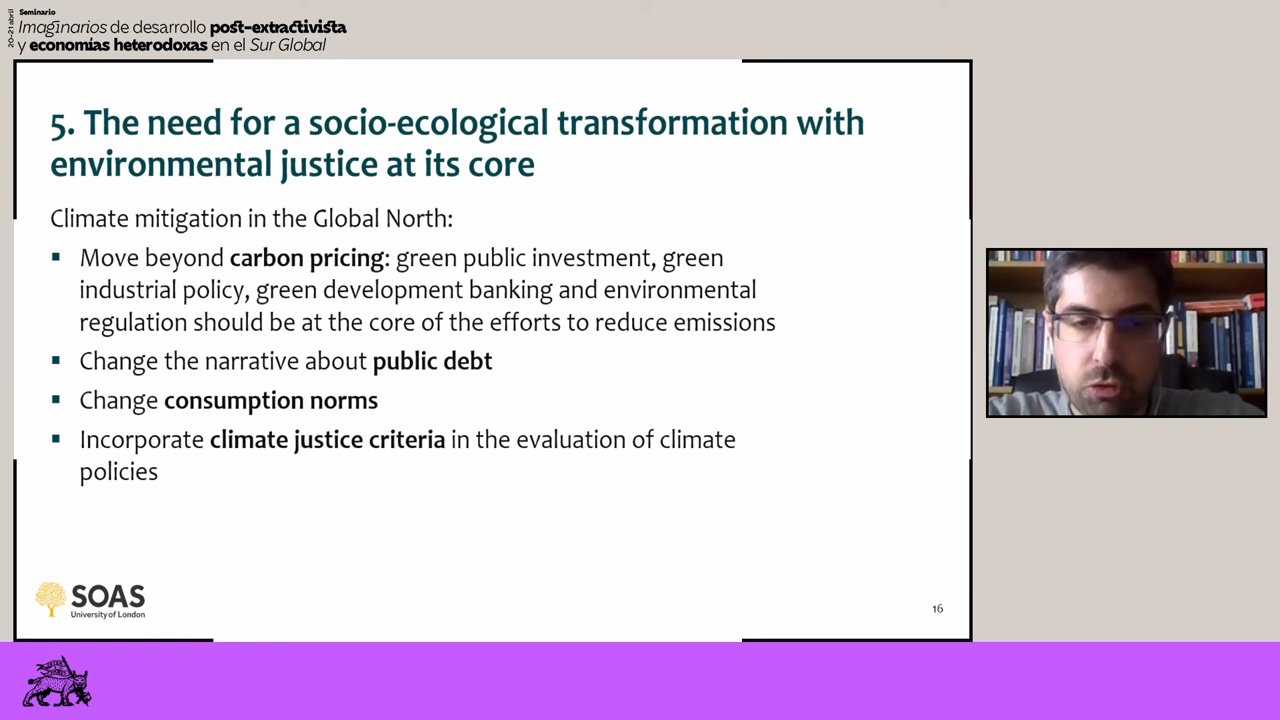 20-21 abril
Seminario
Imaginarios de desarrollo post-extractivista
y economías heterodoxas en el Sur Global
5. The need for a socio-ecological transformation with
environmental justice at its core
Climate mitigation in the Global North:
▪ Move beyond carbon pricing: green public investment, green
industrial policy, green development banking and environmental
regulation should be at the core of the efforts to reduce emissions
▪ Change the narrative about public debt
▪ Change consumption norms
▪ Incorporate climate justice criteria in the evaluation of climate
policies
SOAS
University of London
16